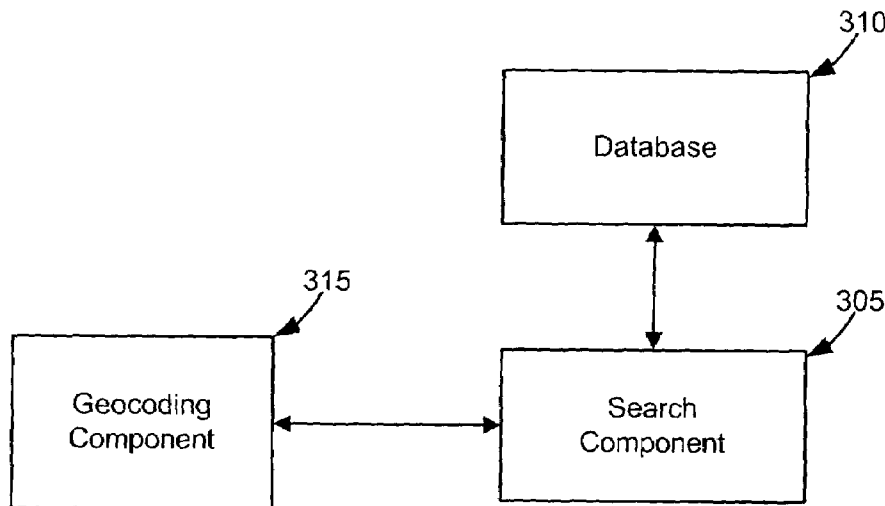 310
Database
315
305
Geocoding
Component
Search
Component